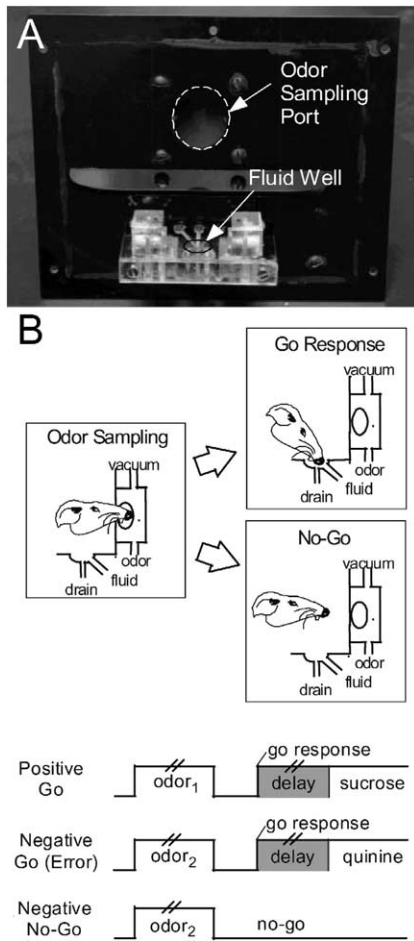 A
Odor
Sampling
Port
Fluid Well
B
Odor Sampling
vacuum
odor
fluid
drain
Go Response
vacuum
odor
fluid
drain
No-Go
vacuum
odor
fluid
drain
Positive
Go
odor1
go response
delay
sucrose
Negative
Go (Error)
odor2
go response
delay
quinine
Negative
No-Go
odor2
no-go